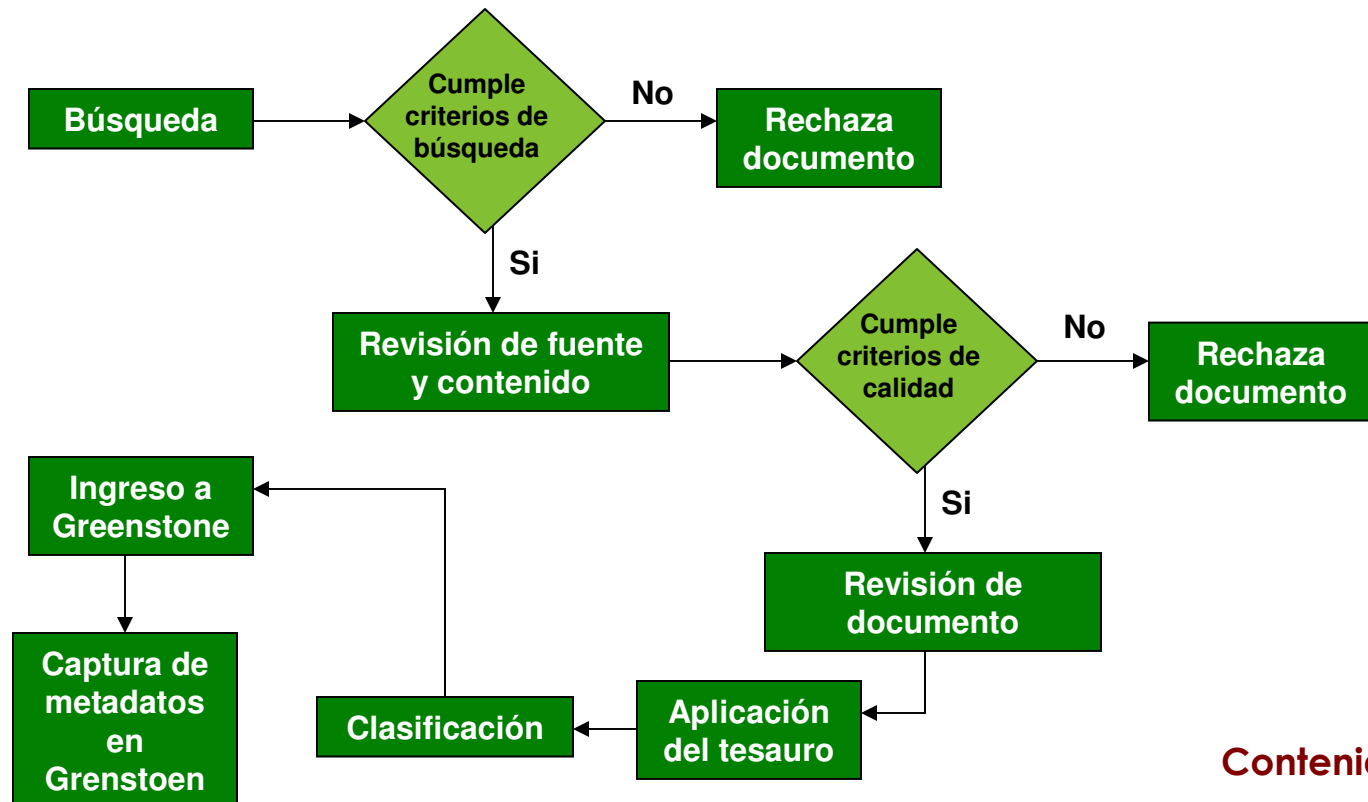 Búsqueda
Cumple
criterios de
búsqueda
No
Rechaza
documento
Si
Revisión de fuente
y contenido
Cumple
criterios de
calidad
No
Rechaza
documento
Si
Revisión de
documento
Aplicación
del tesauro
Clasificación
Ingreso a
Greenstone
Captura de
metadatos
en
Grenstoen
Contenid